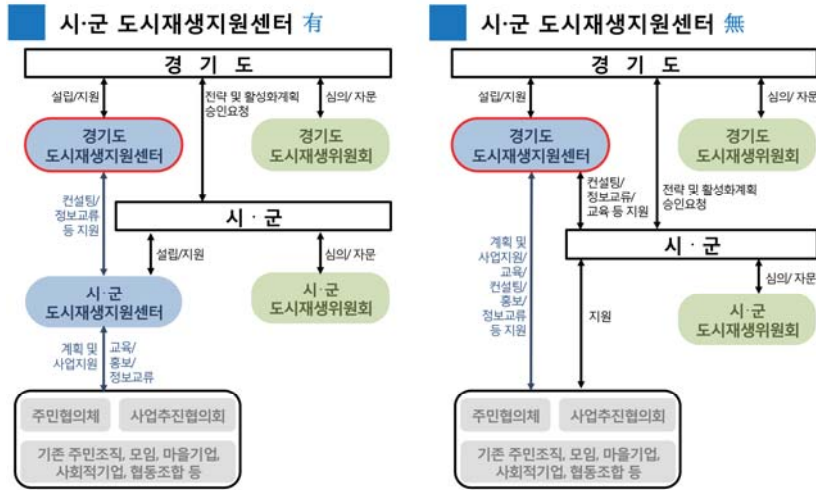 시·군 도시재생지원센터 有
경 기 도
설립/지원
전략 및 활성화계획
승인요청
심의/ 자문
경기도
도시재생지원센터
경기도
도시재생위원회
컨설팅/
정보교류
등 지원
시 · 군
설립/지원
심의/ 자문
시·군
도시재생지원센터
시·군
도시재생위원회
계획 및
사업지원
교육/
홍보/
정보교류
주민협의체
사업추진협의회
기존 주민조직, 모임, 마을기업,
사회적기업, 협동조합 등
시·군 도시재생지원센터 無
경 기 도
설립/지원
심의/ 자문
경기도
도시재생지원센터
경기도
도시재생위원회
컨설팅/
정보교류/
교육 등 지원
전략 및 활성화계획
승인요청
시 · 군
계획 및
사업지원/
교육/
컨설팅/
홍보/
정보교류
등 지원
지원
심의/ 자문
시·군
도시재생위원회
주민협의체
사업추진협의회
기존 주민조직, 모임, 마을기업,
사회적기업, 협동조합 등